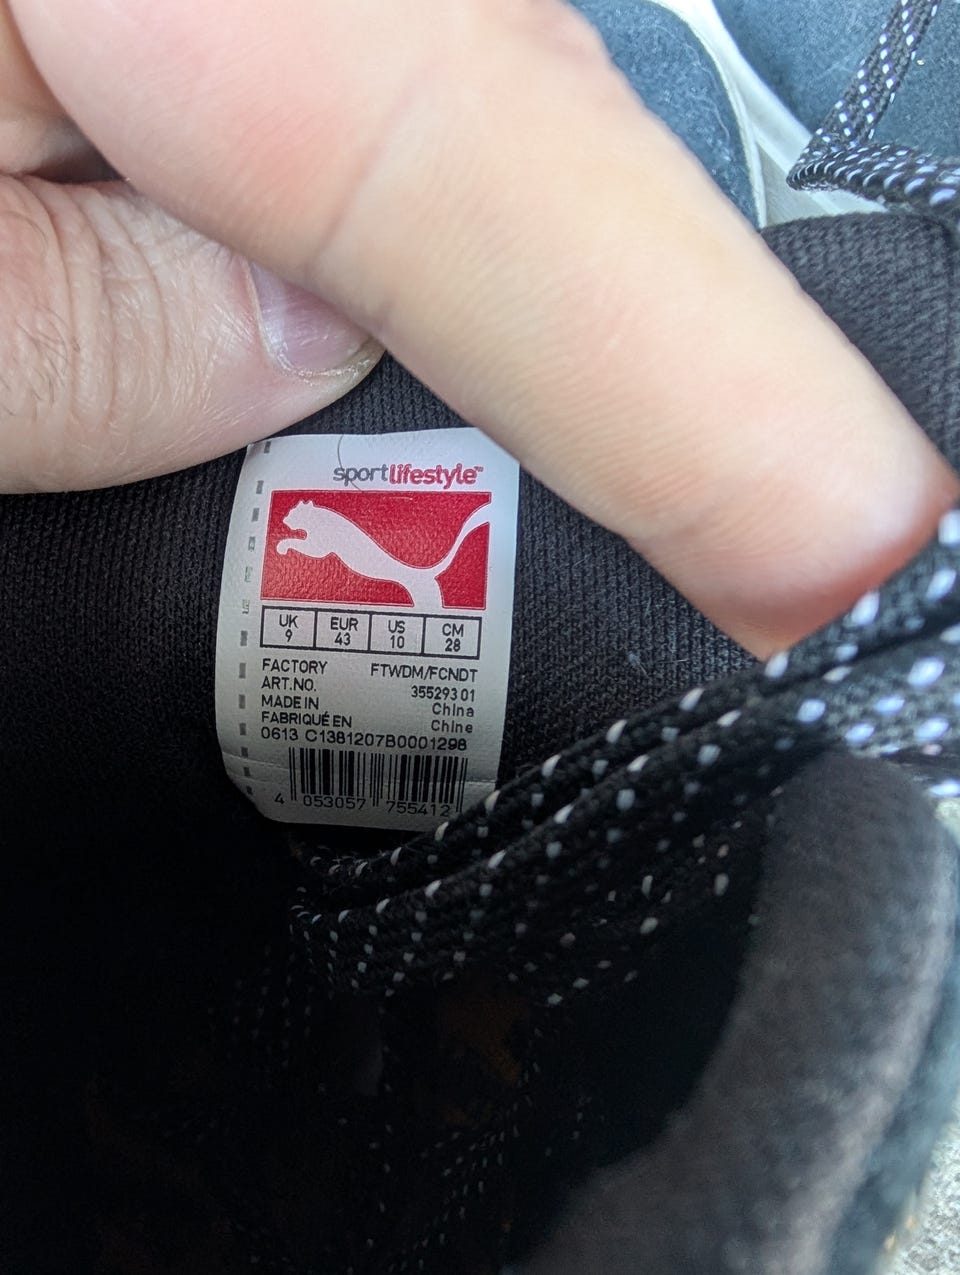 sportlifestyle™
UK EUR US CM
9 43 10 28
FACTORY FTWDM/FCNDT
ART.NO. 355293 01
MADE IN China
FABRIQUÉ EN Chine
0613 C1381207B0001298
4 053057 755412